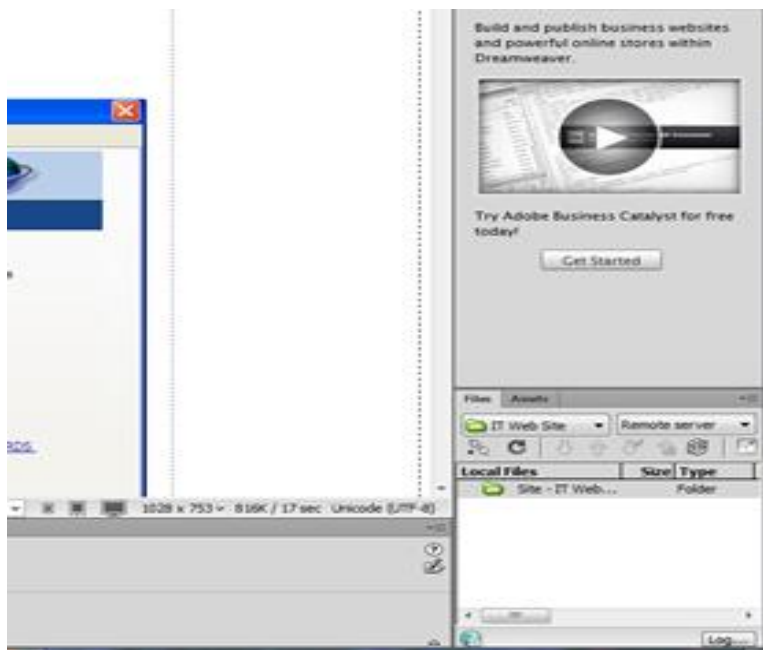 Build and publish business websites
and powerful online stores within
Dreamweaver.
Try Adobe Business Catalyst for free
today!
Get Started
Files Assets
IT Web Site Remote server
Local Files Size Type
Site - IT Web... Folder
RDS.
1028 x 753 816K / 17 sec Unicode (UTF-8)
Log...